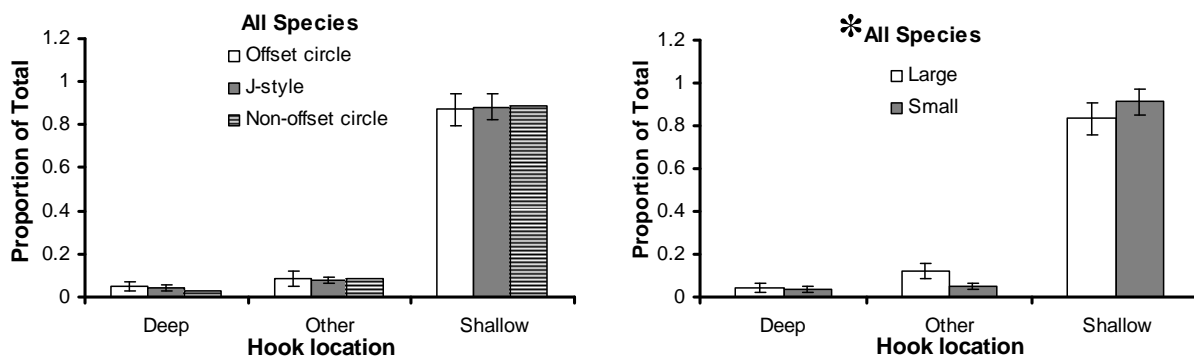 All Species
Offset circle
J-style
Non-offset circle
Proportion of Total
1.2
1
0.8
0.6
0.4
0.2
0
Deep
Other
Shallow
Hook location
*All Species
Large
Small
Proportion of Total
1.2
1
0.8
0.6
0.4
0.2
0
Deep
Other
Shallow
Hook location